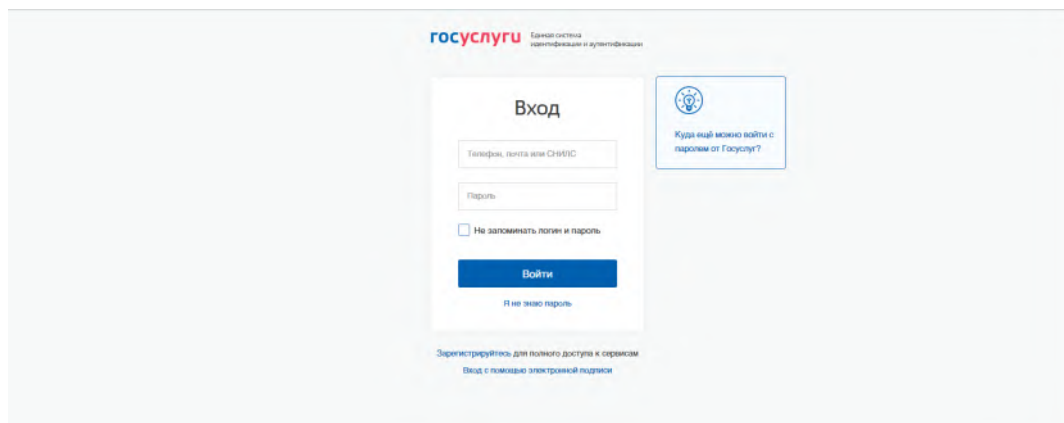 госуслуги
Единая система
идентификации и аутентификации
Вход
Телефон, почта или СНИЛС
Пароль
Не запоминать логин и пароль
Войти
Я не знаю пароль
Куда ещё можно войти с
паролем от Госуслуг?
Зарегистрируйтесь для полного доступа к сервисам
Вход с помощью электронной подписи